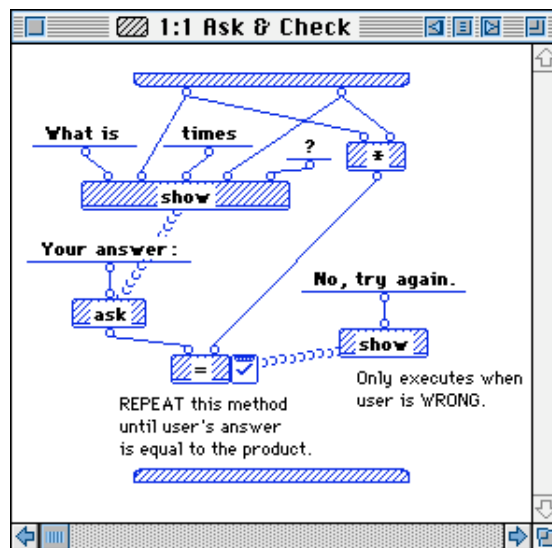 1:1 Ask & Check
What is
times
?
*
show
Your answer:
No, try again.
ask
show
=
Only executes when
user is WRONG.
REPEAT this method
until user's answer
is equal to the product.